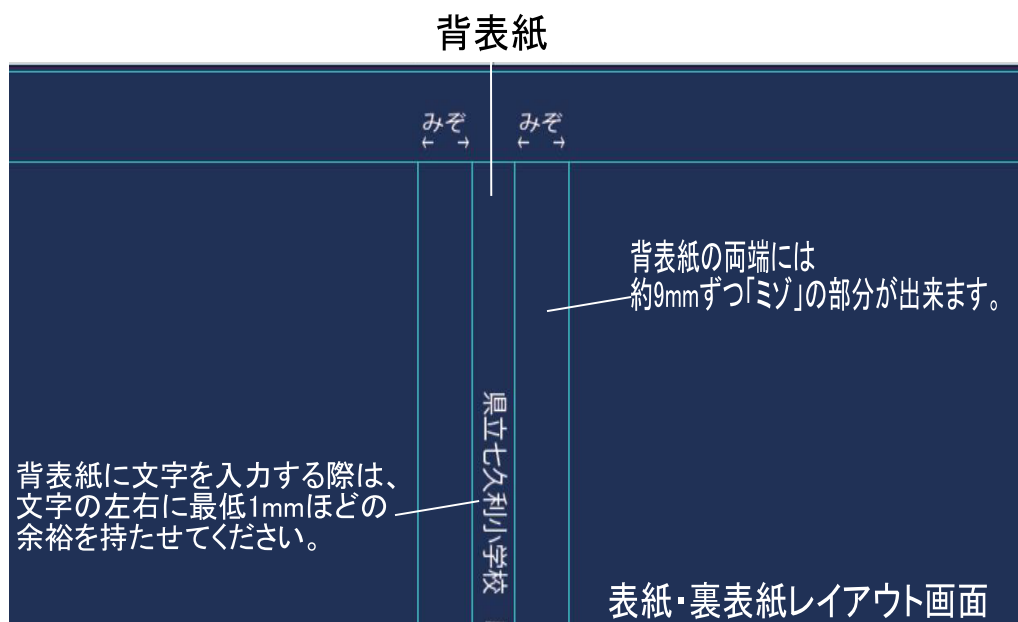 背表紙
みぞ
← →
みぞ
← →
背表紙の両端には
約9mmずつ「ミゾ」の部分が出来ます。
県立七久利小学校
背表紙に文字を入力する際は、
文字の左右に最低1mmほどの
余裕を持たせてください。
表紙・裏表紙レイアウト画面